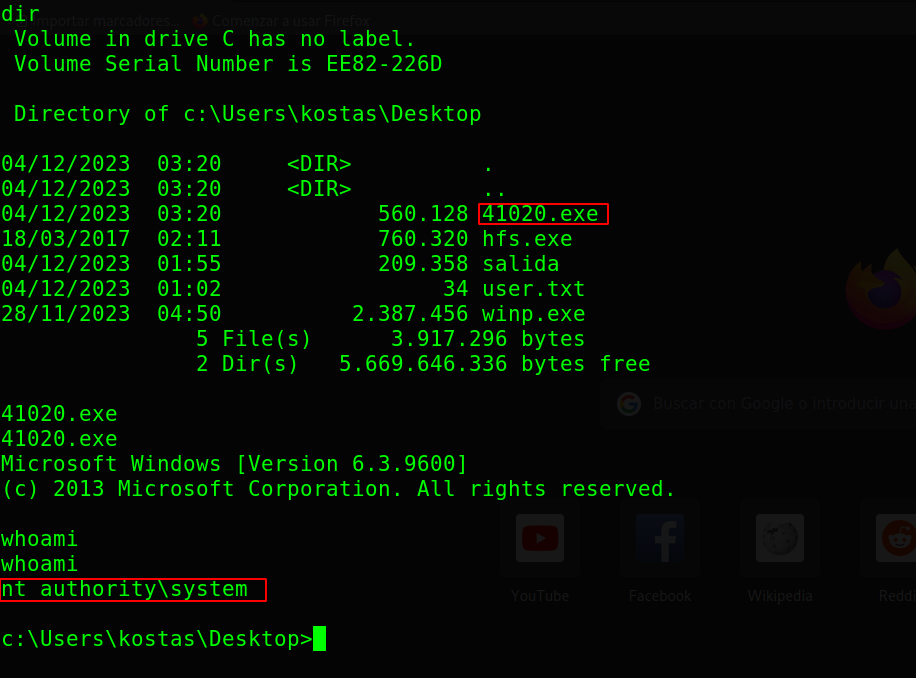 dir
Importar marcadores... Comenzar a usar Firefox
Volume in drive C has no label.
Volume Serial Number is EE82-226D
Directory of c:\Users\kostas\Desktop
04/12/2023 03:20 <DIR> .
04/12/2023 03:20 <DIR> ..
04/12/2023 03:20 560.128 41020.exe
18/03/2017 02:11 760.320 hfs.exe
04/12/2023 01:55 209.358 salida
04/12/2023 01:02 34 user.txt
28/11/2023 04:50 2.387.456 winp.exe
5 File(s) 3.917.296 bytes
2 Dir(s) 5.669.646.336 bytes free
Buscar con Google o introducir una
41020.exe
41020.exe
Microsoft Windows [Version 6.3.9600]
(c) 2013 Microsoft Corporation. All rights reserved.
whoami
whoami
nt authority\system
YouTube Facebook Wikipedia Reddi
c:\Users\kostas\Desktop>